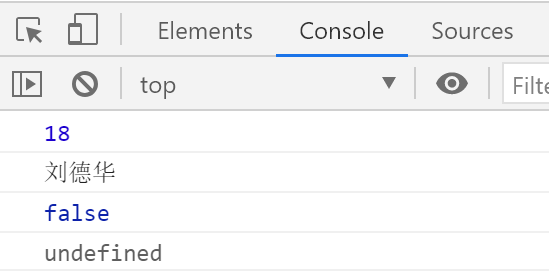 Elements Console Sources
top Filte
18
刘德华
false
undefined